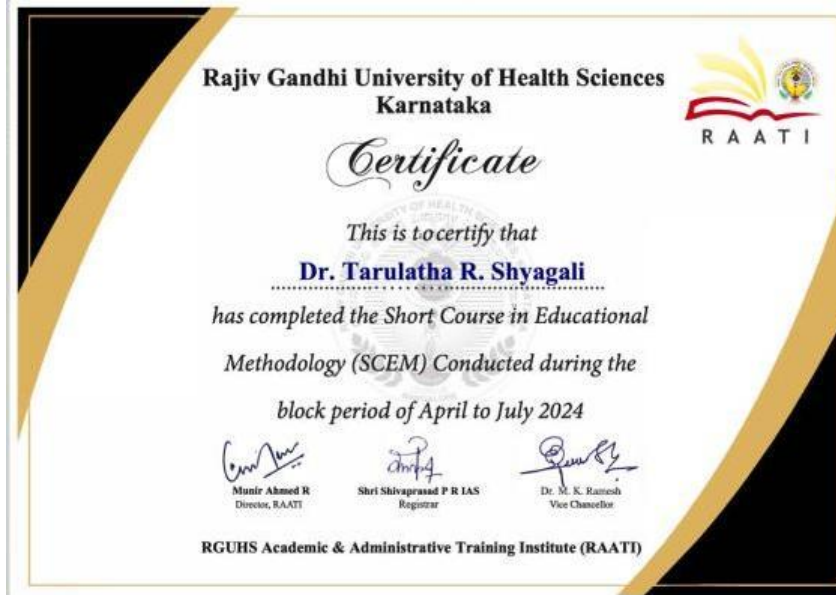 Rajiv Gandhi University of Health Sciences
Karnataka
RAATI
Certificate
This is to certify that
Dr. Tarulatha R. Shyagali
has completed the Short Course in Educational
Methodology (SCEM) Conducted during the
block period of April to July 2024
Munir Ahmed R
Director, RAATI
Shri Shivaprasad P R IAS
Registrar
Dr. M. K. Ramesh
Vice Chancellor
RGUHS Academic & Administrative Training Institute (RAATI)